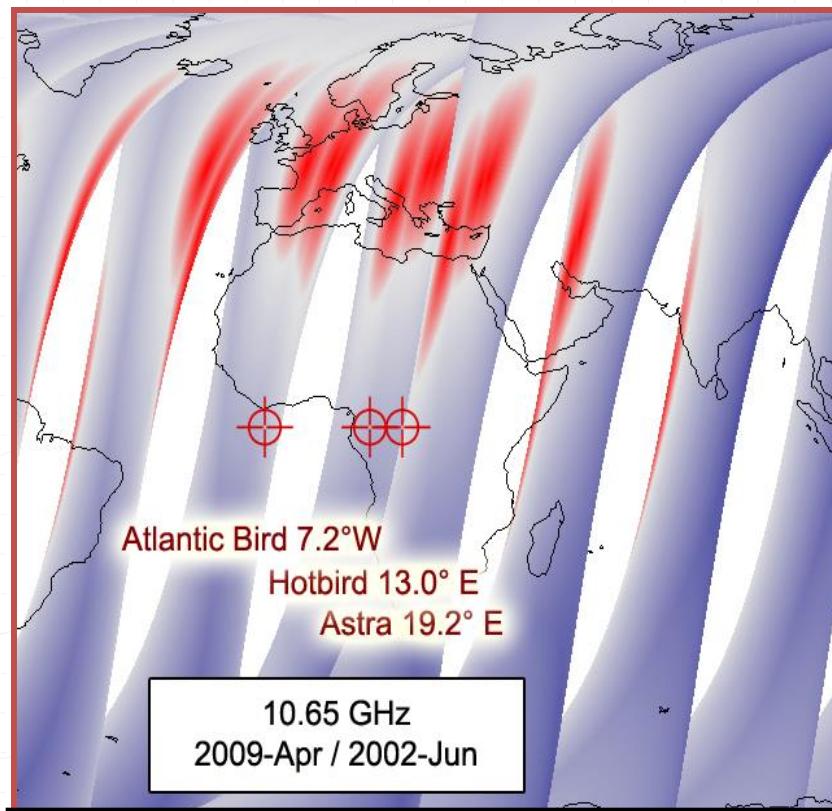 Atlantic Bird 7.2°W
Hotbird 13.0° E
Astra 19.2° E
10.65 GHz
2009-Apr / 2002-Jun